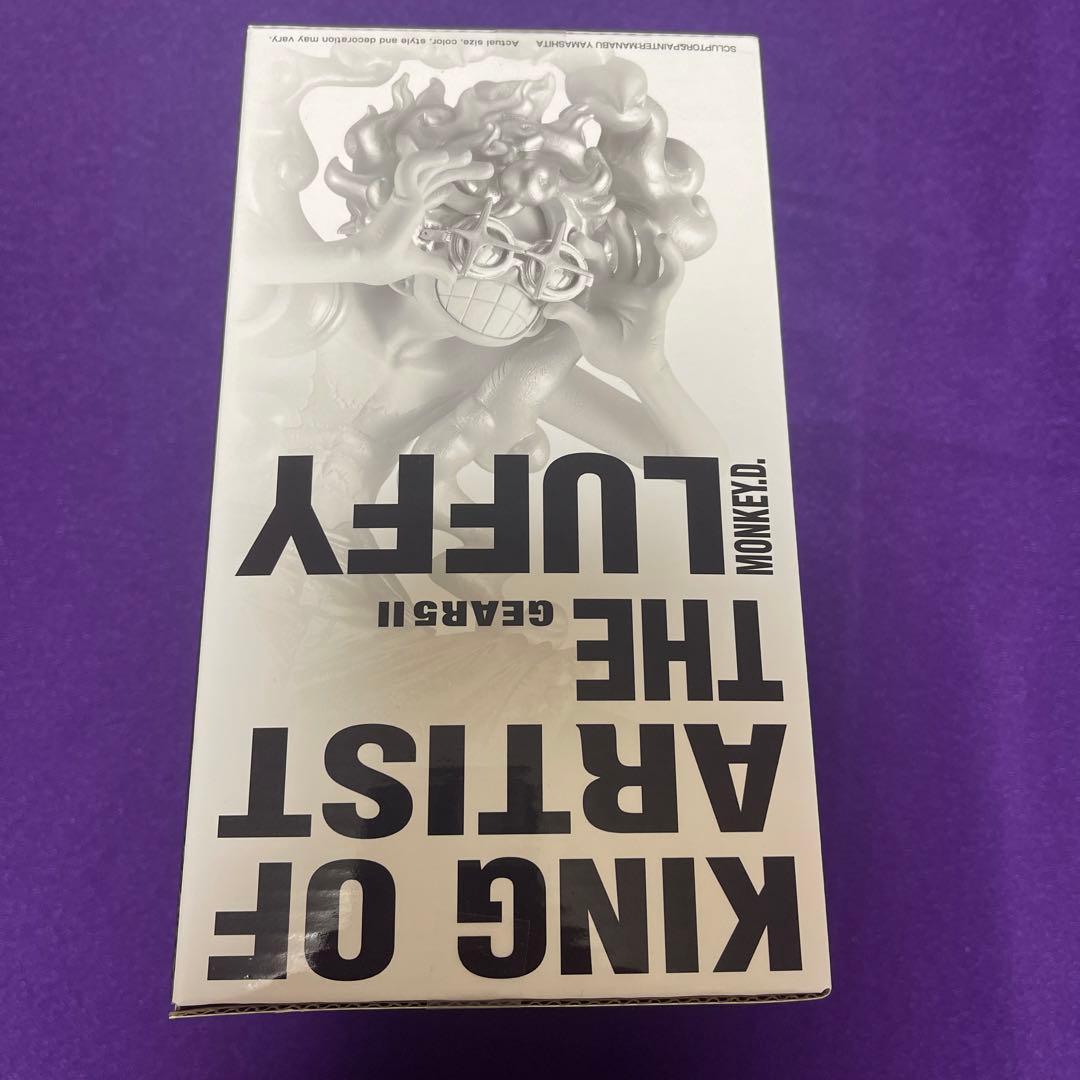 KING OF
ARTIST
THE
MONKEY.D.
LUFFY
GEAR5 II
SCULPTOR&PAINTER:MANABU YAMASHITA Actual size, color, style and decoration may vary.